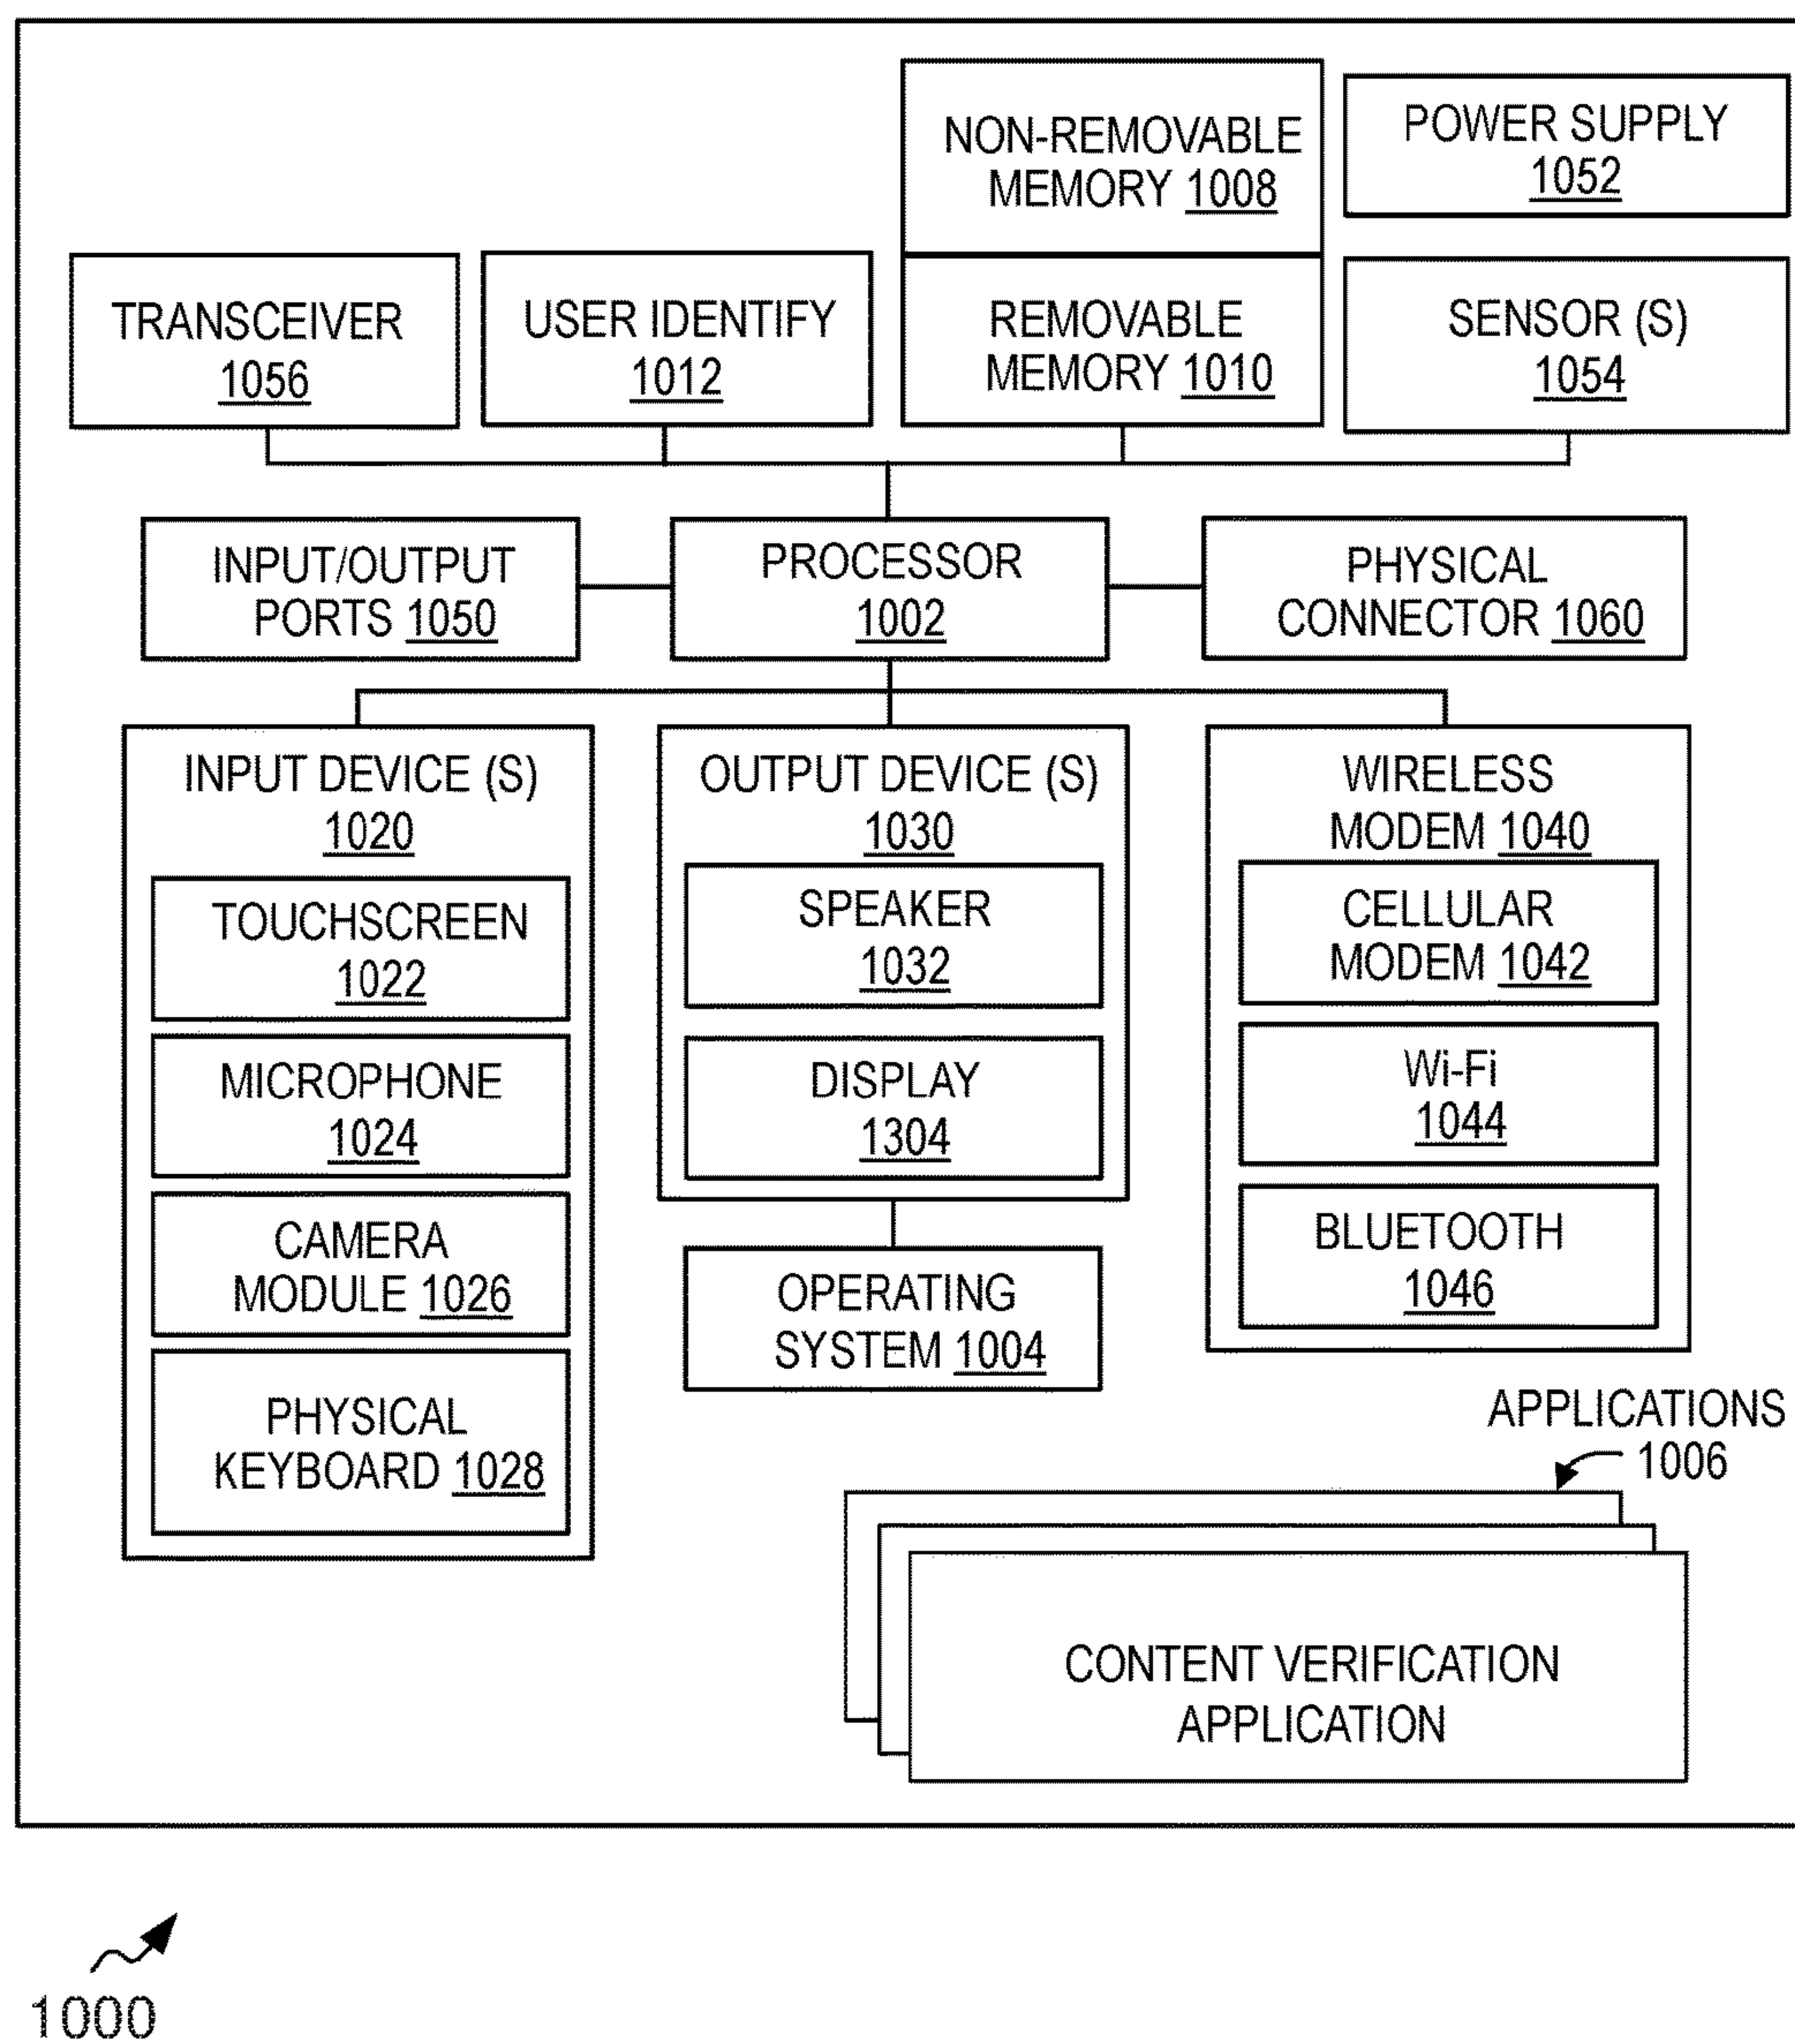 NON-REMOVABLE
MEMORY 1008
POWER SUPPLY
1052
TRANSCEIVER
1056
USER IDENTIFY
1012
REMOVABLE
MEMORY 1010
SENSOR (S)
1054
INPUT/OUTPUT
PORTS 1050
PROCESSOR
1002
PHYSICAL
CONNECTOR 1060
INPUT DEVICE (S)
1020
TOUCHSCREEN
1022
MICROPHONE
1024
CAMERA
MODULE 1026
PHYSICAL
KEYBOARD 1028
OUTPUT DEVICE (S)
1030
SPEAKER
1032
DISPLAY
1304
OPERATING
SYSTEM 1004
WIRELESS
MODEM 1040
CELLULAR
MODEM 1042
Wi-Fi
1044
BLUETOOTH
1046
APPLICATIONS
1006
CONTENT VERIFICATION
APPLICATION
1000